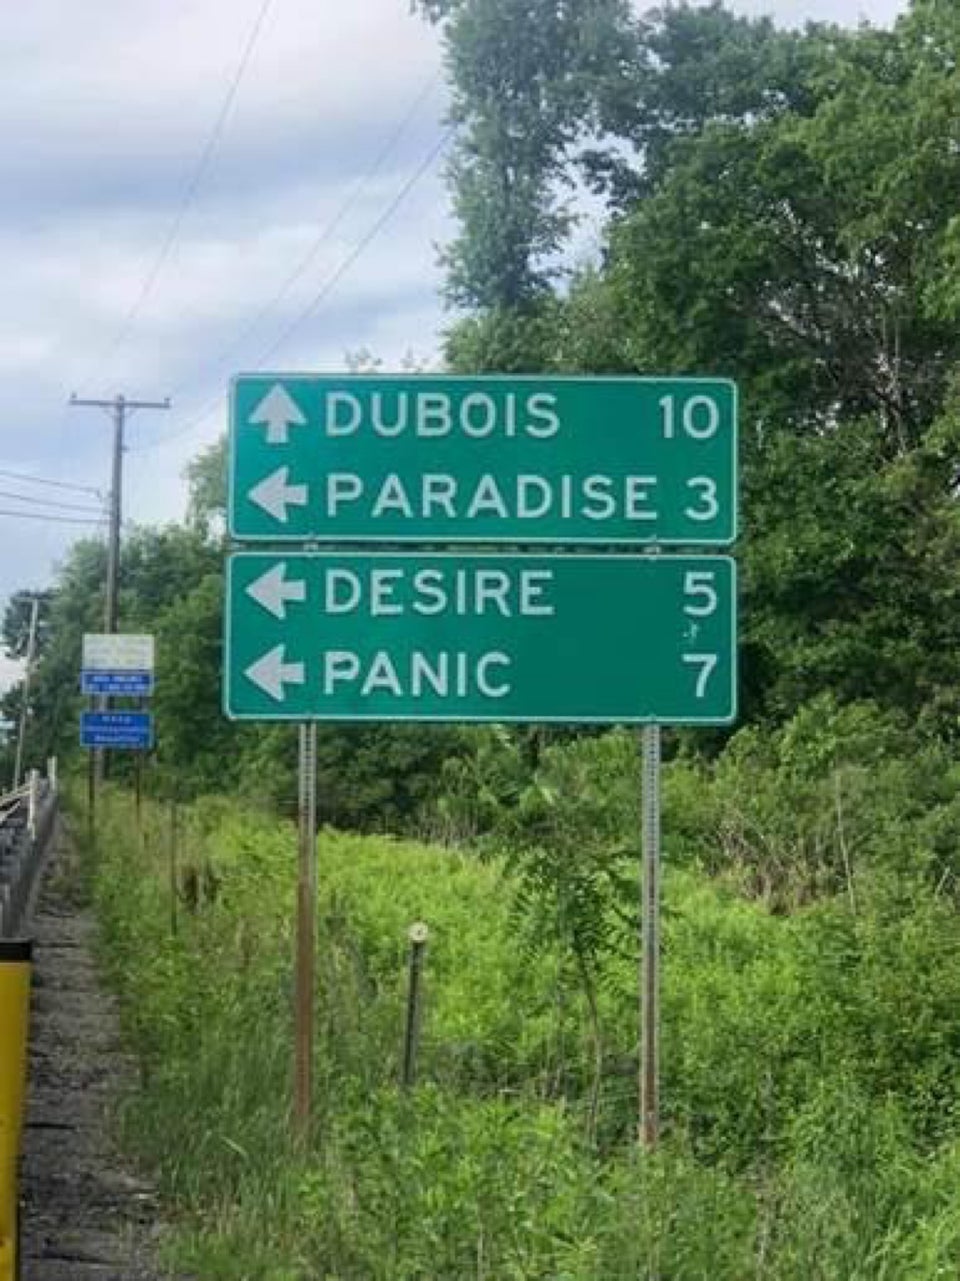 DUBOIS 10
PARADISE 3
DESIRE 5
PANIC 7